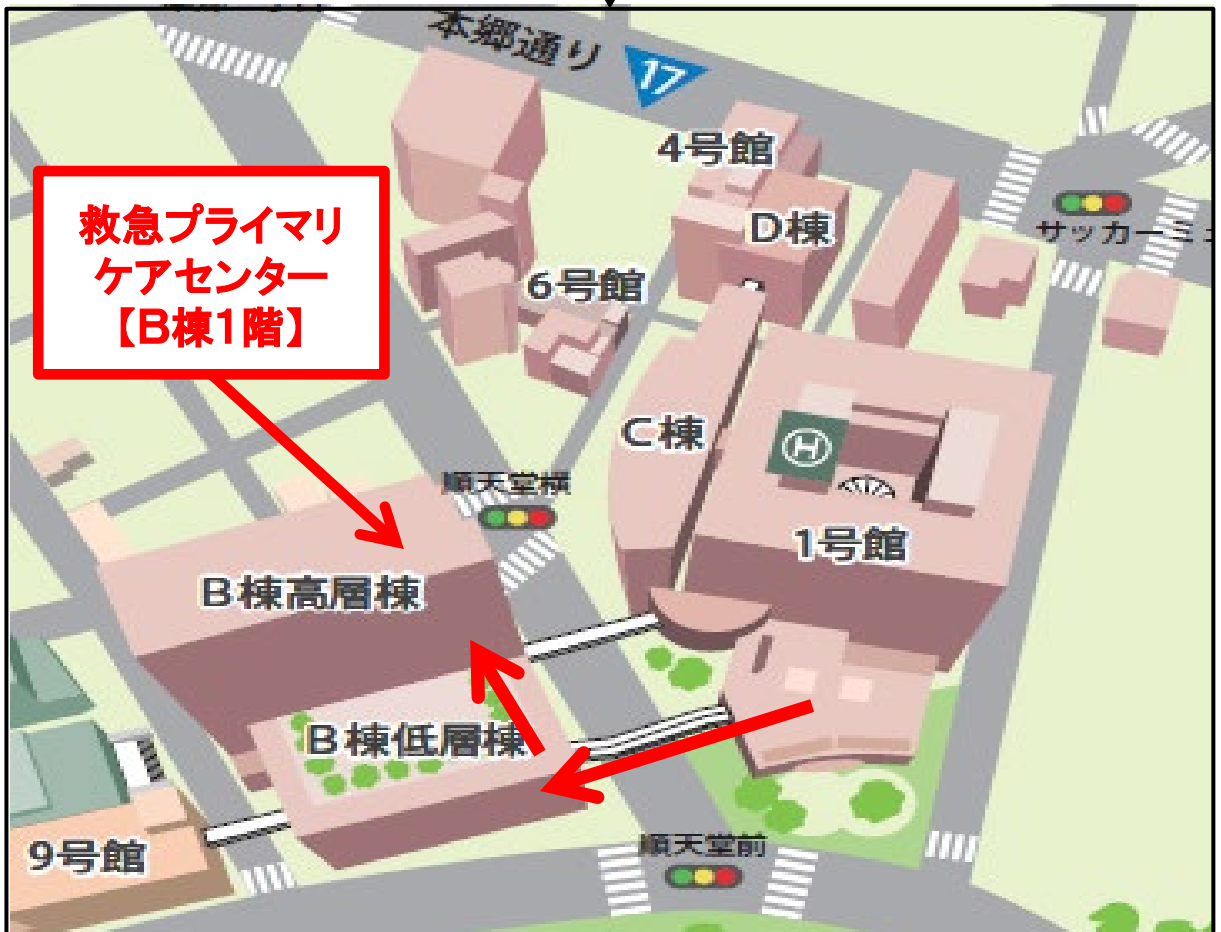 本郷通り
17
4号館
救急プライマリ
ケアセンター
【B棟1階】
D棟
サッカーミュ
6号館
C棟
H
順天堂横
1号館
B棟高層棟
B棟低層棟
9号館
順天堂前